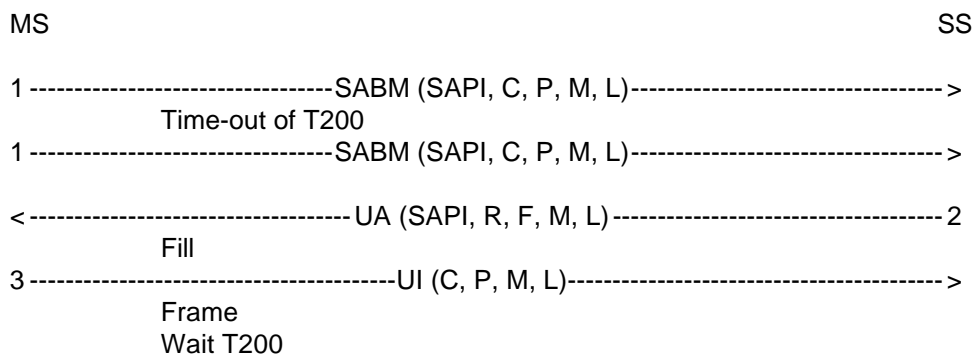 MS SS
1 ----------------------------------SABM (SAPI, C, P, M, L)----------------------------------- >
Time-out of T200
1 ----------------------------------SABM (SAPI, C, P, M, L)----------------------------------- >
< ------------------------------------ UA (SAPI, R, F, M, L) ------------------------------------- 2
Fill
3 -----------------------------------------UI (C, P, M, L)------------------------------------------ >
Frame
Wait T200